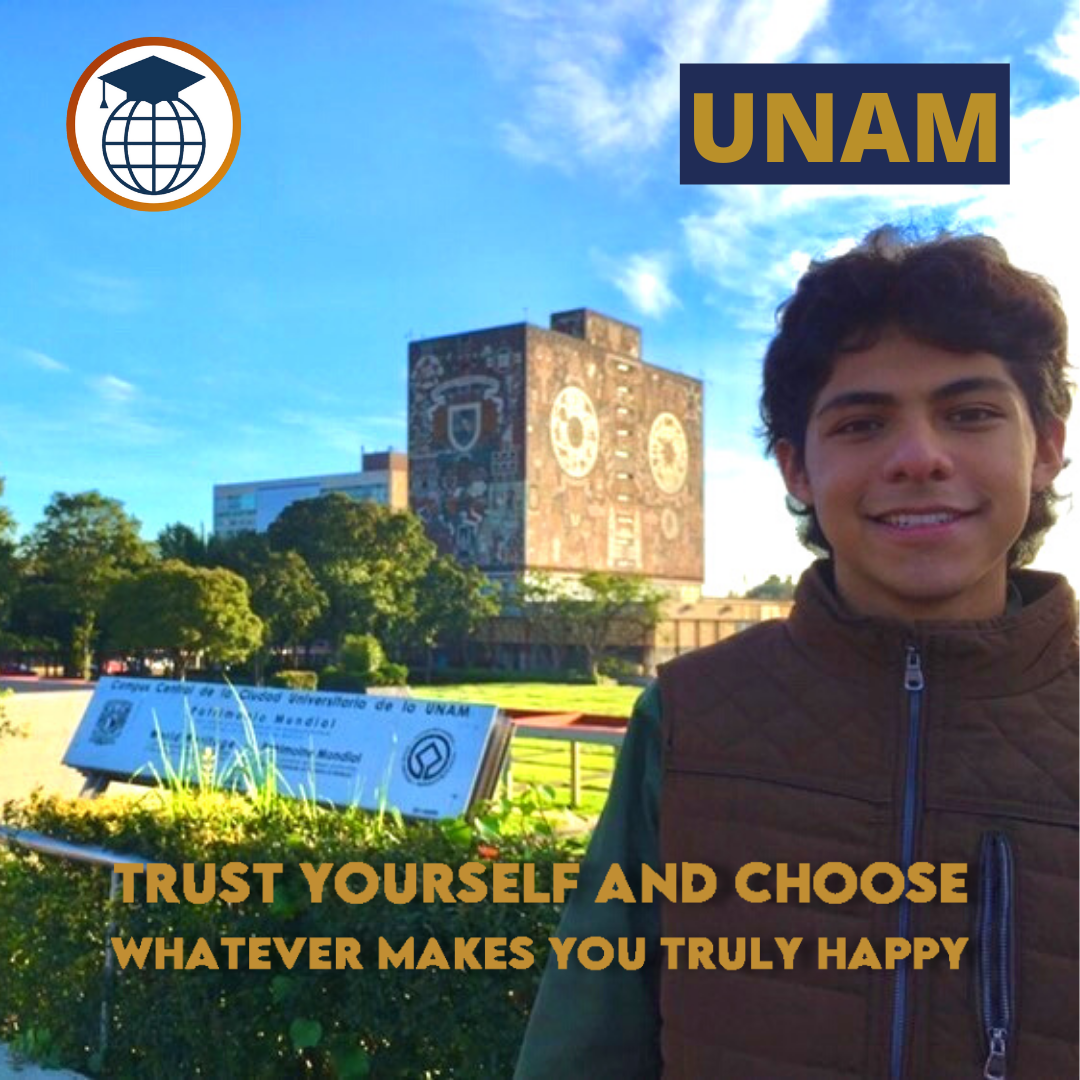 UNAM
Campus Central de la Ciudad Universitaria de la UNAM
Patrimonio Mundial
Mundial
TRUST YOURSELF AND CHOOSE
WHATEVER MAKES YOU TRULY HAPPY